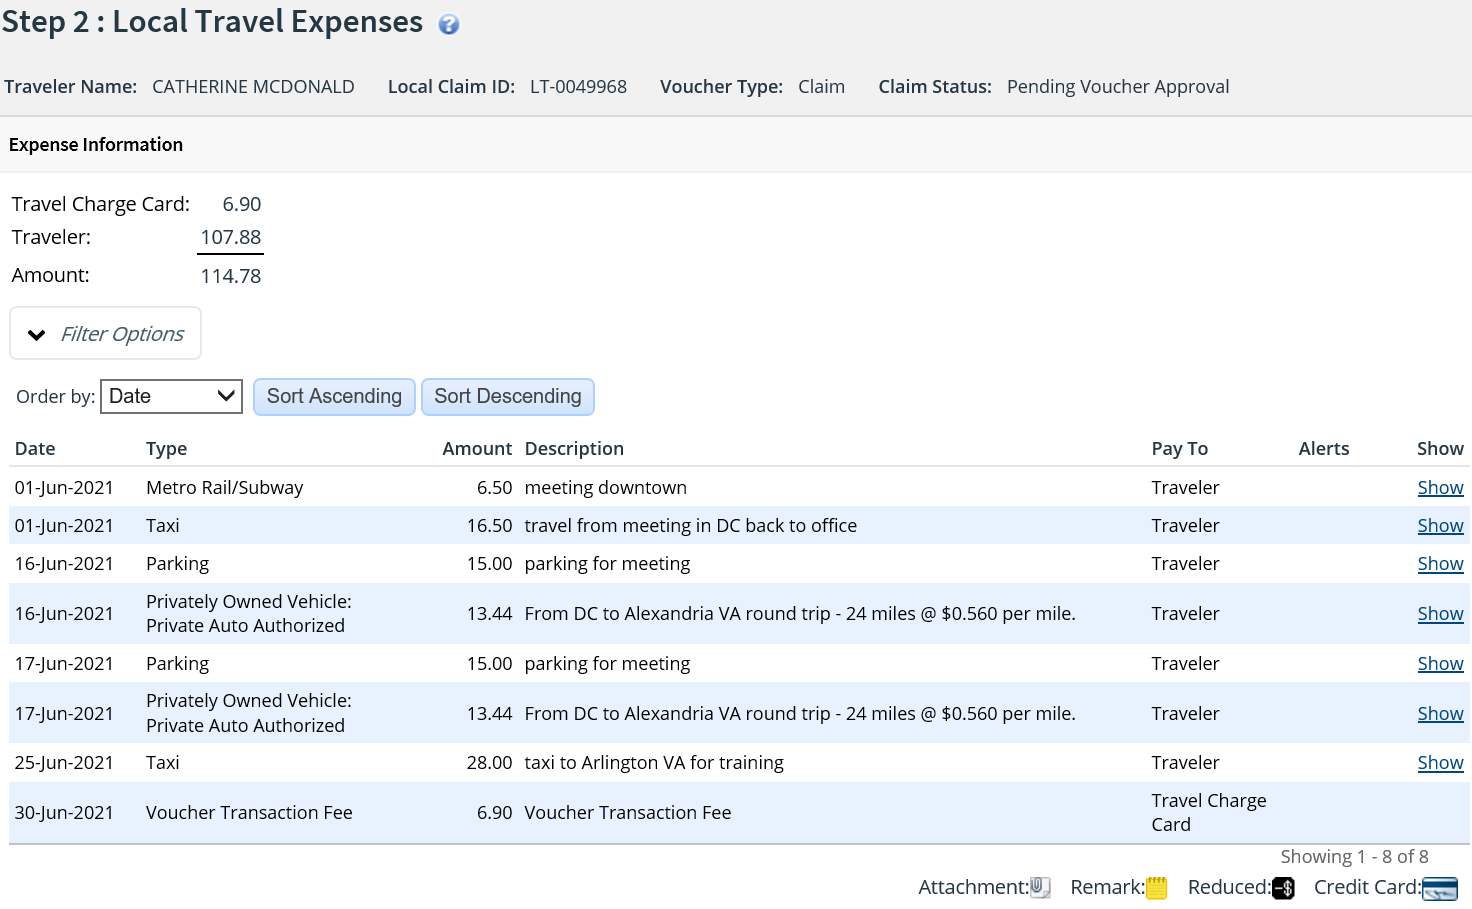 Step 2 : Local Travel Expenses ?
Traveler Name: CATHERINE MCDONALD Local Claim ID: LT-0049968 Voucher Type: Claim Claim Status: Pending Voucher Approval
Expense Information
Travel Charge Card: 6.90
Traveler: 107.88
Amount: 114.78
Filter Options
Order by: Date Sort Ascending Sort Descending
Date Type Amount Description Pay To Alerts Show
01-Jun-2021 Metro Rail/Subway 6.50 meeting downtown Traveler Show
01-Jun-2021 Taxi 16.50 travel from meeting in DC back to office Traveler Show
16-Jun-2021 Parking 15.00 parking for meeting Traveler Show
16-Jun-2021 Privately Owned Vehicle: 13.44 From DC to Alexandria VA round trip - 24 miles @ $0.560 per mile. Traveler Show
Private Auto Authorized
17-Jun-2021 Parking 15.00 parking for meeting Traveler Show
17-Jun-2021 Privately Owned Vehicle: 13.44 From DC to Alexandria VA round trip - 24 miles @ $0.560 per mile. Traveler Show
Private Auto Authorized
25-Jun-2021 Taxi 28.00 taxi to Arlington VA for training Traveler Show
30-Jun-2021 Voucher Transaction Fee 6.90 Voucher Transaction Fee Travel Charge
Card
Showing 1 - 8 of 8
Attachment: Remark: Reduced: -$ Credit Card: